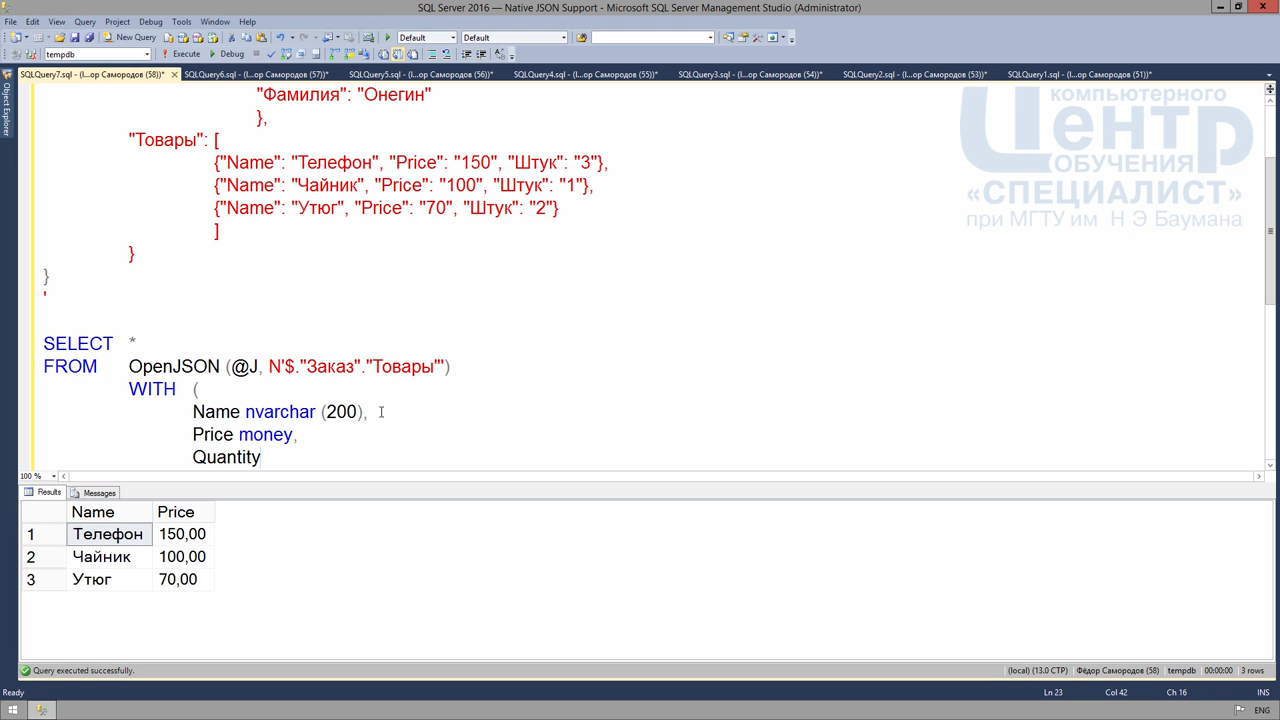 SQL Server 2016 — Native JSON Support - Microsoft SQL Server Management Studio (Administrator)
File Edit View Query Project Debug Tools Window Help
New Query Default Default
tempdb Execute Debug
SQLQuery7.sql - (l...ор Самородов (58))* SQLQuery6.sql - (l...ор Самородов (57))* SQLQuery5.sql - (l...ор Самородов (56))* SQLQuery4.sql - (l...ор Самородов (55))* SQLQuery3.sql - (l...ор Самородов (54))* SQLQuery2.sql - (l...ор Самородов (53))* SQLQuery1.sql - (l...ор Самородов (51))*
Object Explorer
компьютерного
Центр
ОБУЧЕНИЯ
«СПЕЦИАЛИСТ»
при МГТУ им Н Э Баумана
"Фамилия": "Онегин"
},
"Товары": [
{"Name": "Телефон", "Price": "150", "Штук": "3"},
{"Name": "Чайник", "Price": "100", "Штук": "1"},
{"Name": "Утюг", "Price": "70", "Штук": "2"}
]
}
}
'
SELECT *
FROM OpenJSON (@J, N'$."Заказ"."Товары"')
WITH (
Name nvarchar (200),
Price money,
Quantity
100 %
Results Messages
Name Price
1 Телефон 150,00
2 Чайник 100,00
3 Утюг 70,00
Query executed successfully. (local) (13.0 CTP) Фёдор Самородов (58) tempdb 00:00:00 3 rows
Ready Ln 23 Col 42 Ch 16 INS
ENG